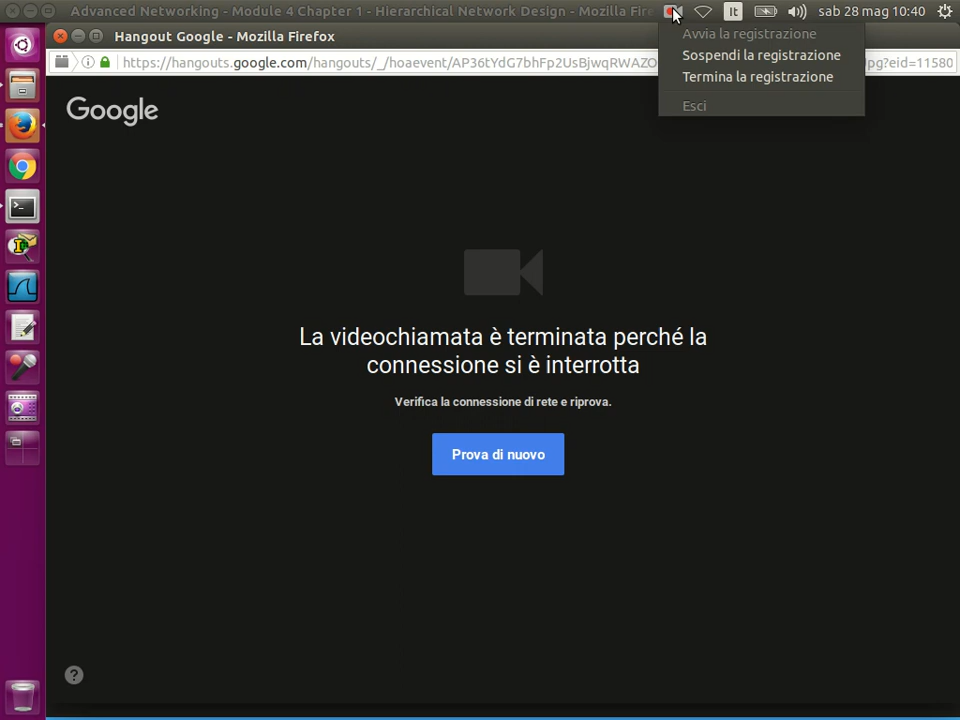 Advanced Networking - Module 4 Chapter 1 - Hierarchical Network Design - Mozilla Fire
It
sab 28 mag 10:40
Hangout Google - Mozilla Firefox
Avvia la registrazione
Sospendi la registrazione
Termina la registrazione
Esci
https://hangouts.google.com/hangouts/_/hoaevent/AP36tYdG7bhFp2UsBjwqRWAZO
pg?eid=11580
Google
La videochiamata è terminata perché la
connessione si è interrotta
Verifica la connessione di rete e riprova.
Prova di nuovo
?